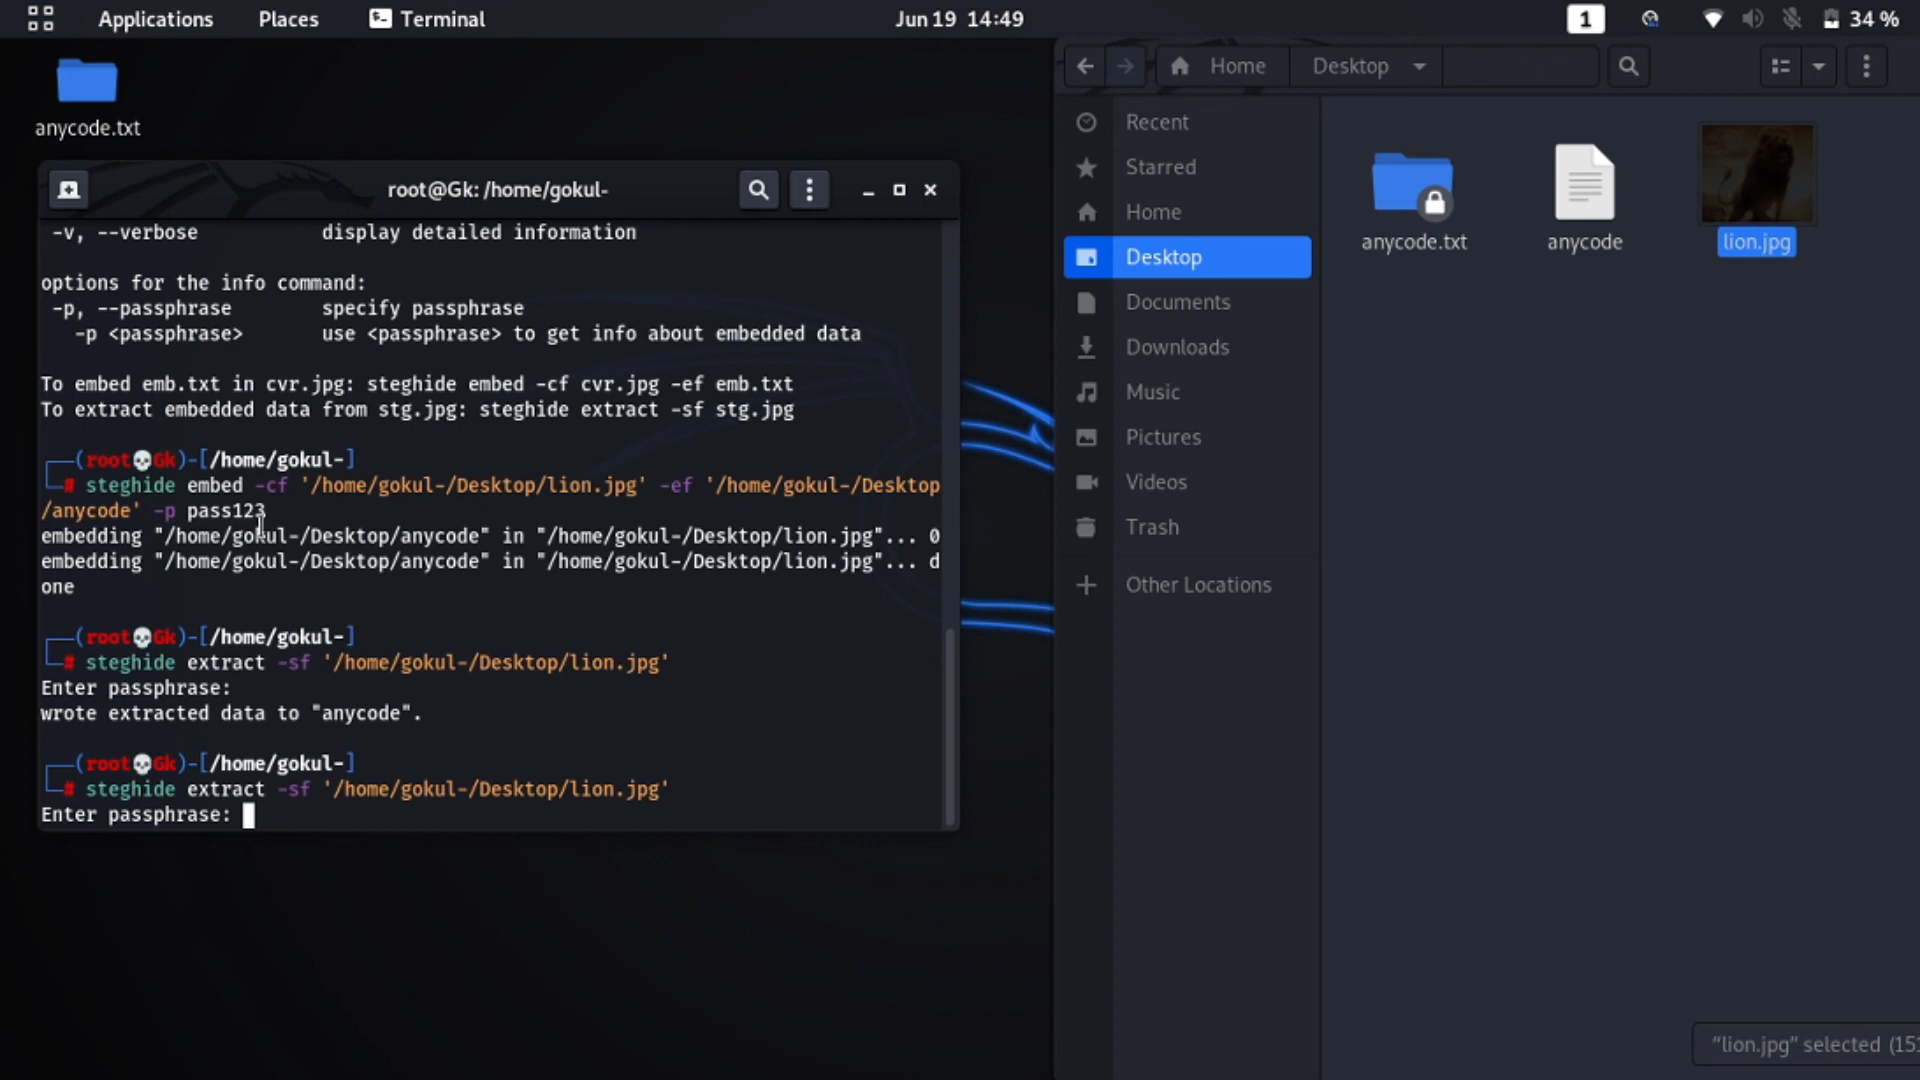 Applications Places Terminal Jun 19 14:49 1 34 %
anycode.txt
root@Gk: /home/gokul-
-v, --verbose display detailed information
options for the info command:
-p, --passphrase specify passphrase
-p <passphrase> use <passphrase> to get info about embedded data
To embed emb.txt in cvr.jpg: steghide embed -cf cvr.jpg -ef emb.txt
To extract embedded data from stg.jpg: steghide extract -sf stg.jpg
(root💀Gk)-[/home/gokul-]
# steghide embed -cf '/home/gokul-/Desktop/lion.jpg' -ef '/home/gokul-/Desktop
/anycode' -p pass123
embedding "/home/gokul-/Desktop/anycode" in "/home/gokul-/Desktop/lion.jpg"... 0
embedding "/home/gokul-/Desktop/anycode" in "/home/gokul-/Desktop/lion.jpg"... d
one
(root💀Gk)-[/home/gokul-]
# steghide extract -sf '/home/gokul-/Desktop/lion.jpg'
Enter passphrase:
wrote extracted data to "anycode".
(root💀Gk)-[/home/gokul-]
# steghide extract -sf '/home/gokul-/Desktop/lion.jpg'
Enter passphrase:
Home Desktop
Recent
Starred
Home
Desktop
Documents
Downloads
Music
Pictures
Videos
Trash
Other Locations
anycode.txt anycode lion.jpg
"lion.jpg" selected (15